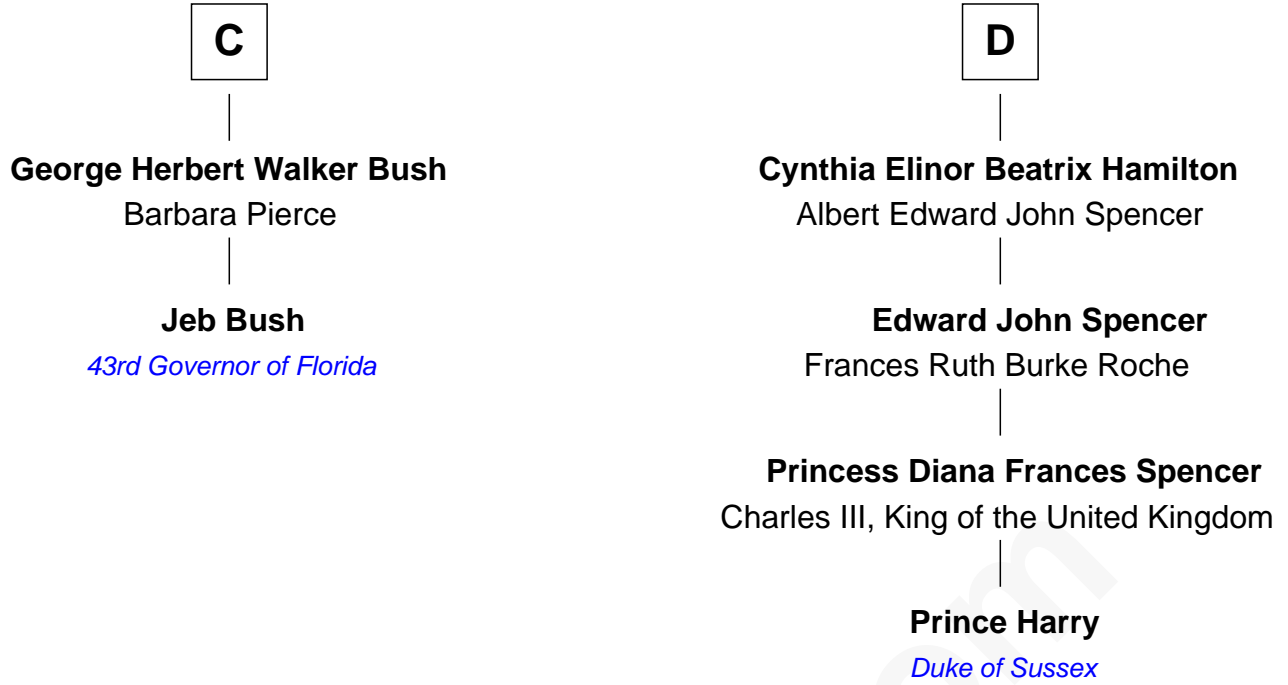 C
George Herbert Walker Bush
Barbara Pierce
Jeb Bush
43rd Governor of Florida
D
Cynthia Elinor Beatrix Hamilton
Albert Edward John Spencer
Edward John Spencer
Frances Ruth Burke Roche
Princess Diana Frances Spencer
Charles III, King of the United Kingdom
Prince Harry
Duke of Sussex